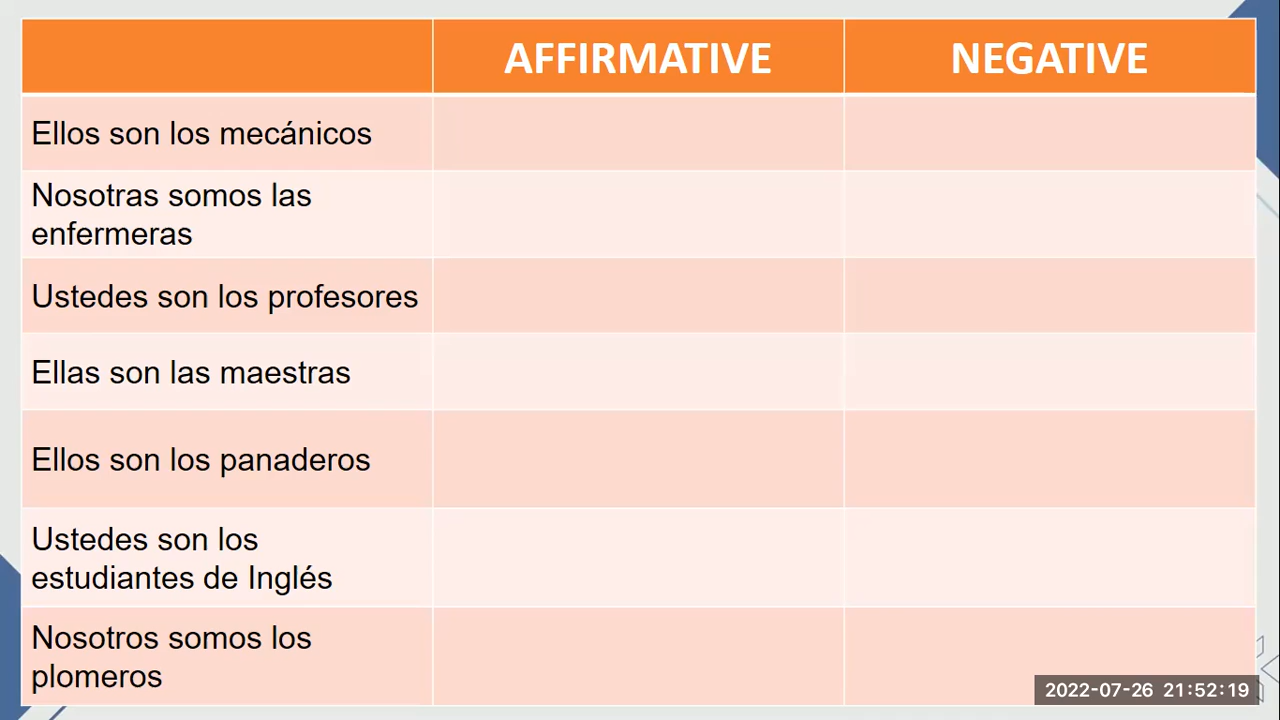 AFFIRMATIVE
NEGATIVE
Ellos son los mecánicos
Nosotras somos las
enfermeras
Ustedes son los profesores
Ellas son las maestras
Ellos son los panaderos
Ustedes son los
estudiantes de Inglés
Nosotros somos los
plomeros
2022-07-26 21:52:19